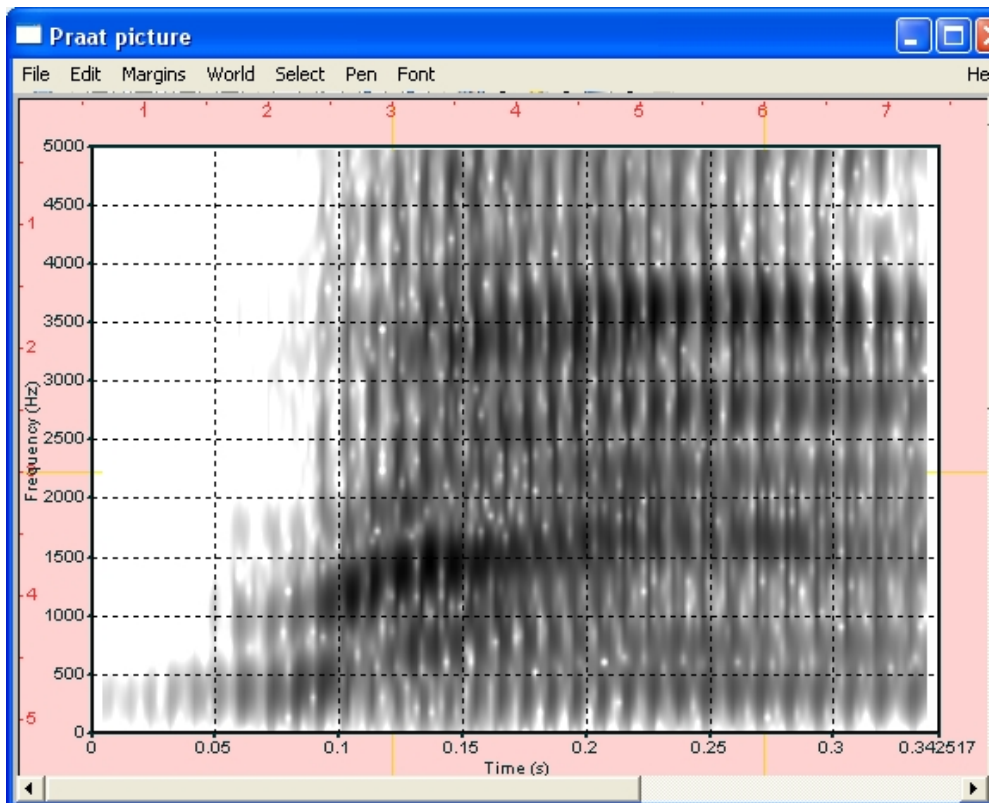 Praat picture
File Edit Margins World Select Pen Font He
1 2 3 4 5 6 7
5000
4500
1
4000
3500
2
3000
Frequency (Hz)
2500
2000
1500
4
1000
500
5
0
0 0.05 0.1 0.15 0.2 0.25 0.3 0.342517
Time (s)